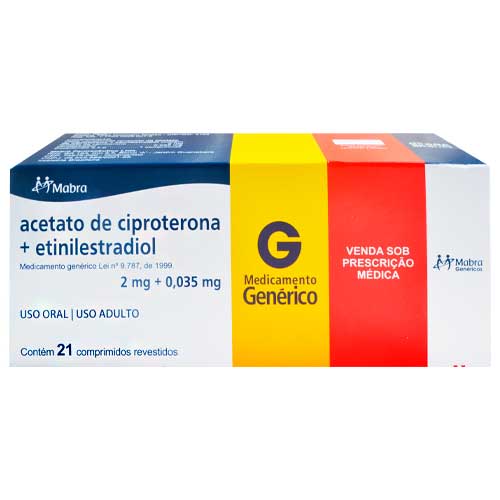 Mabra
acetato de ciproterona
+ etinilestradiol
Medicamento genérico Lei nº 9.787, de 1999.
2 mg + 0,035 mg
USO ORAL | USO ADULTO
Contém 21 comprimidos revestidos
G
Medicamento
Genérico
VENDA SOB
PRESCRIÇÃO
MÉDICA
Mabra
Genéricos